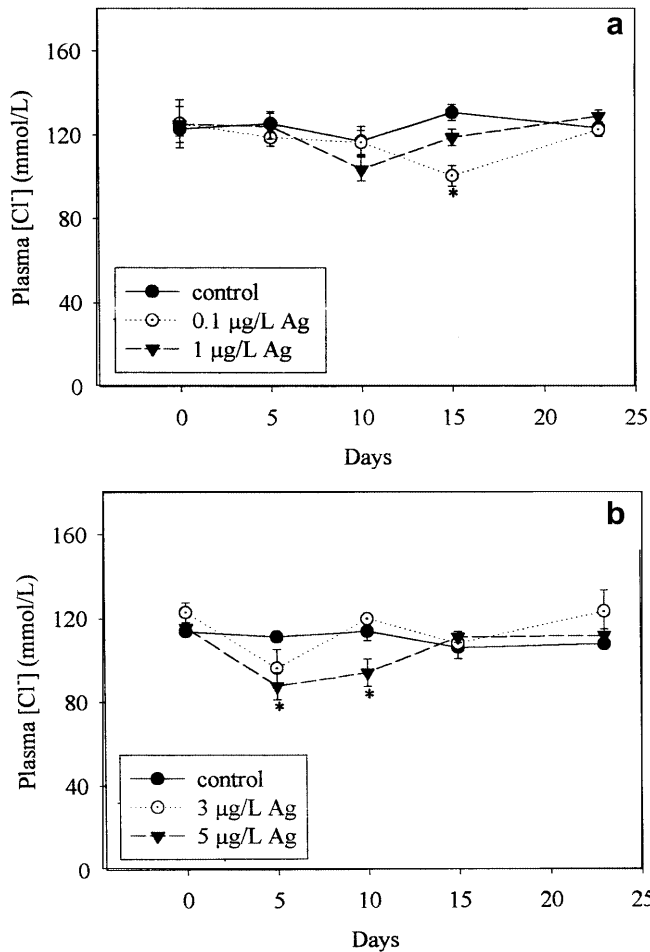 a
160
120
80
40
0
Plasma [Cl⁻] (mmol/L)
control
0.1 µg/L Ag
1 µg/L Ag
*
0 5 10 15 20 25
Days
b
160
120
80
40
0
Plasma [Cl⁻] (mmol/L)
control
3 µg/L Ag
5 µg/L Ag
* *
0 5 10 15 20 25
Days